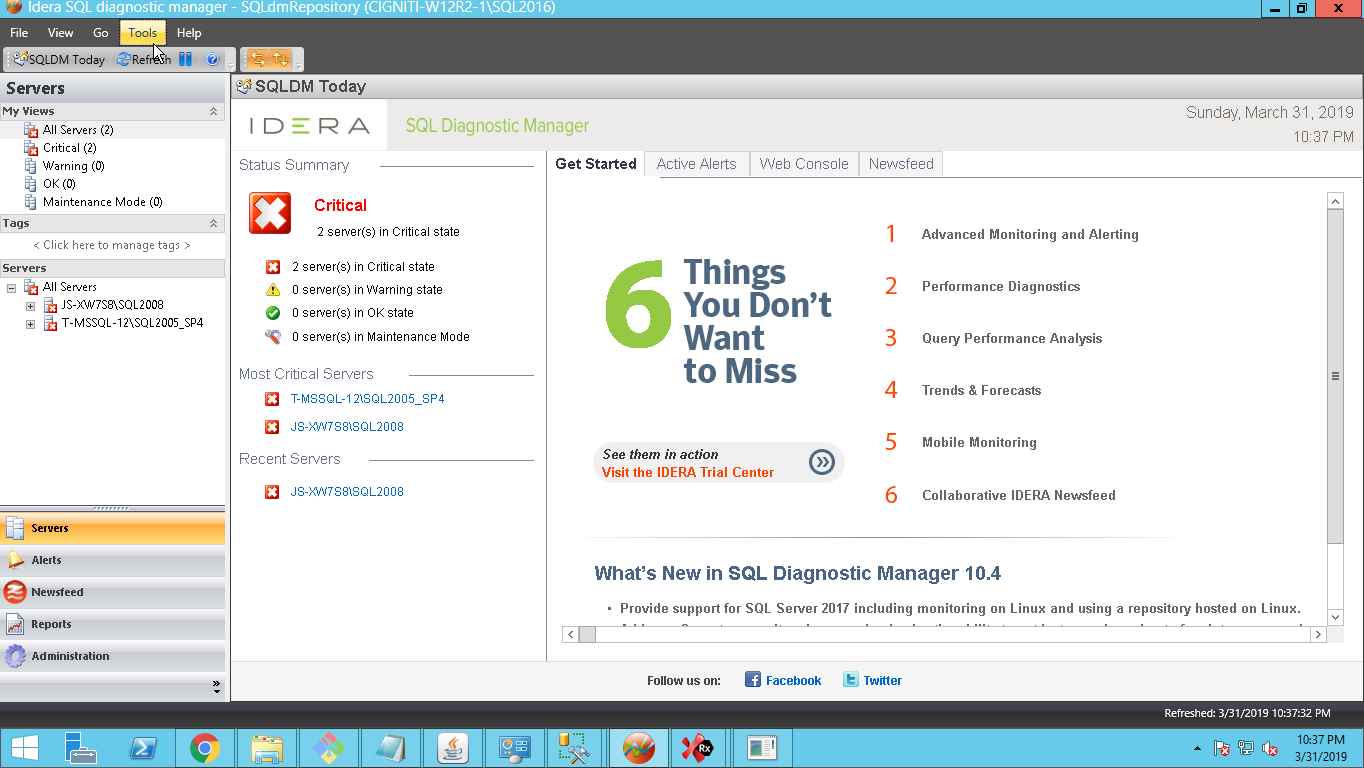 Idera SQL diagnostic manager - SQLdmRepository (CIGNITI-W12R2-1\SQL2016)
File View Go Tools Help
SQLDM Today Refresh
Servers
My Views
All Servers (2)
Critical (2)
Warning (0)
OK (0)
Maintenance Mode (0)
Tags
< Click here to manage tags >
Servers
All Servers
JS-XW7S8\SQL2008
T-MSSQL-12\SQL2005_SP4
Servers
Alerts
Newsfeed
Reports
Administration
SQLDM Today
IDERA SQL Diagnostic Manager
Sunday, March 31, 2019
10:37 PM
Status Summary
Critical
2 server(s) in Critical state
2 server(s) in Critical state
0 server(s) in Warning state
0 server(s) in OK state
0 server(s) in Maintenance Mode
Most Critical Servers
T-MSSQL-12\SQL2005_SP4
JS-XW7S8\SQL2008
Recent Servers
JS-XW7S8\SQL2008
Get Started Active Alerts Web Console Newsfeed
6 Things
You Don't
Want
to Miss
See them in action
Visit the IDERA Trial Center
1 Advanced Monitoring and Alerting
2 Performance Diagnostics
3 Query Performance Analysis
4 Trends & Forecasts
5 Mobile Monitoring
6 Collaborative IDERA Newsfeed
What's New in SQL Diagnostic Manager 10.4
• Provide support for SQL Server 2017 including monitoring on Linux and using a repository hosted on Linux.
Follow us on: Facebook Twitter
Refreshed: 3/31/2019 10:37:32 PM
Rx
10:37 PM
3/31/2019